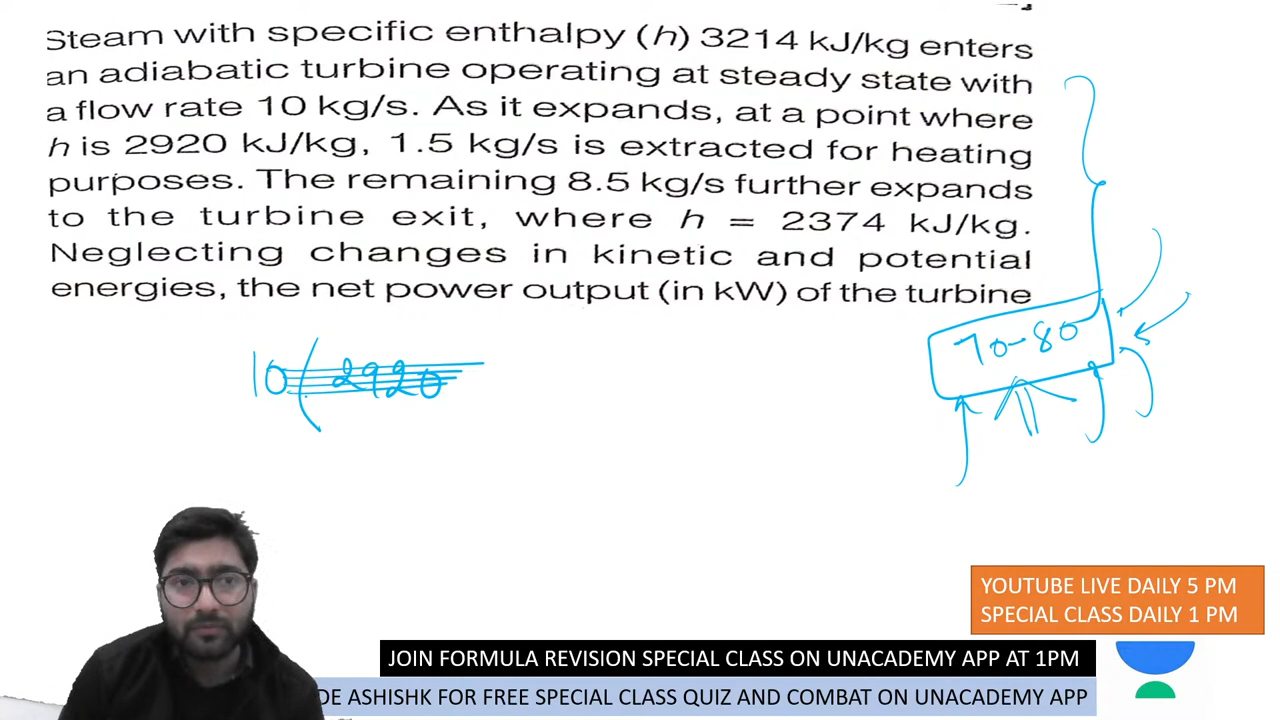 Steam with specific enthalpy (h) 3214 kJ/kg enters
an adiabatic turbine operating at steady state with
a flow rate 10 kg/s. As it expands, at a point where
h is 2920 kJ/kg, 1.5 kg/s is extracted for heating
purposes. The remaining 8.5 kg/s further expands
to the turbine exit, where h = 2374 kJ/kg.
Neglecting changes in kinetic and potential
energies, the net power output (in kW) of the turbine
70-80
10( 2920
YOUTUBE LIVE DAILY 5 PM
SPECIAL CLASS DAILY 1 PM
JOIN FORMULA REVISION SPECIAL CLASS ON UNACADEMY APP AT 1PM
DE ASHISHK FOR FREE SPECIAL CLASS QUIZ AND COMBAT ON UNACADEMY APP